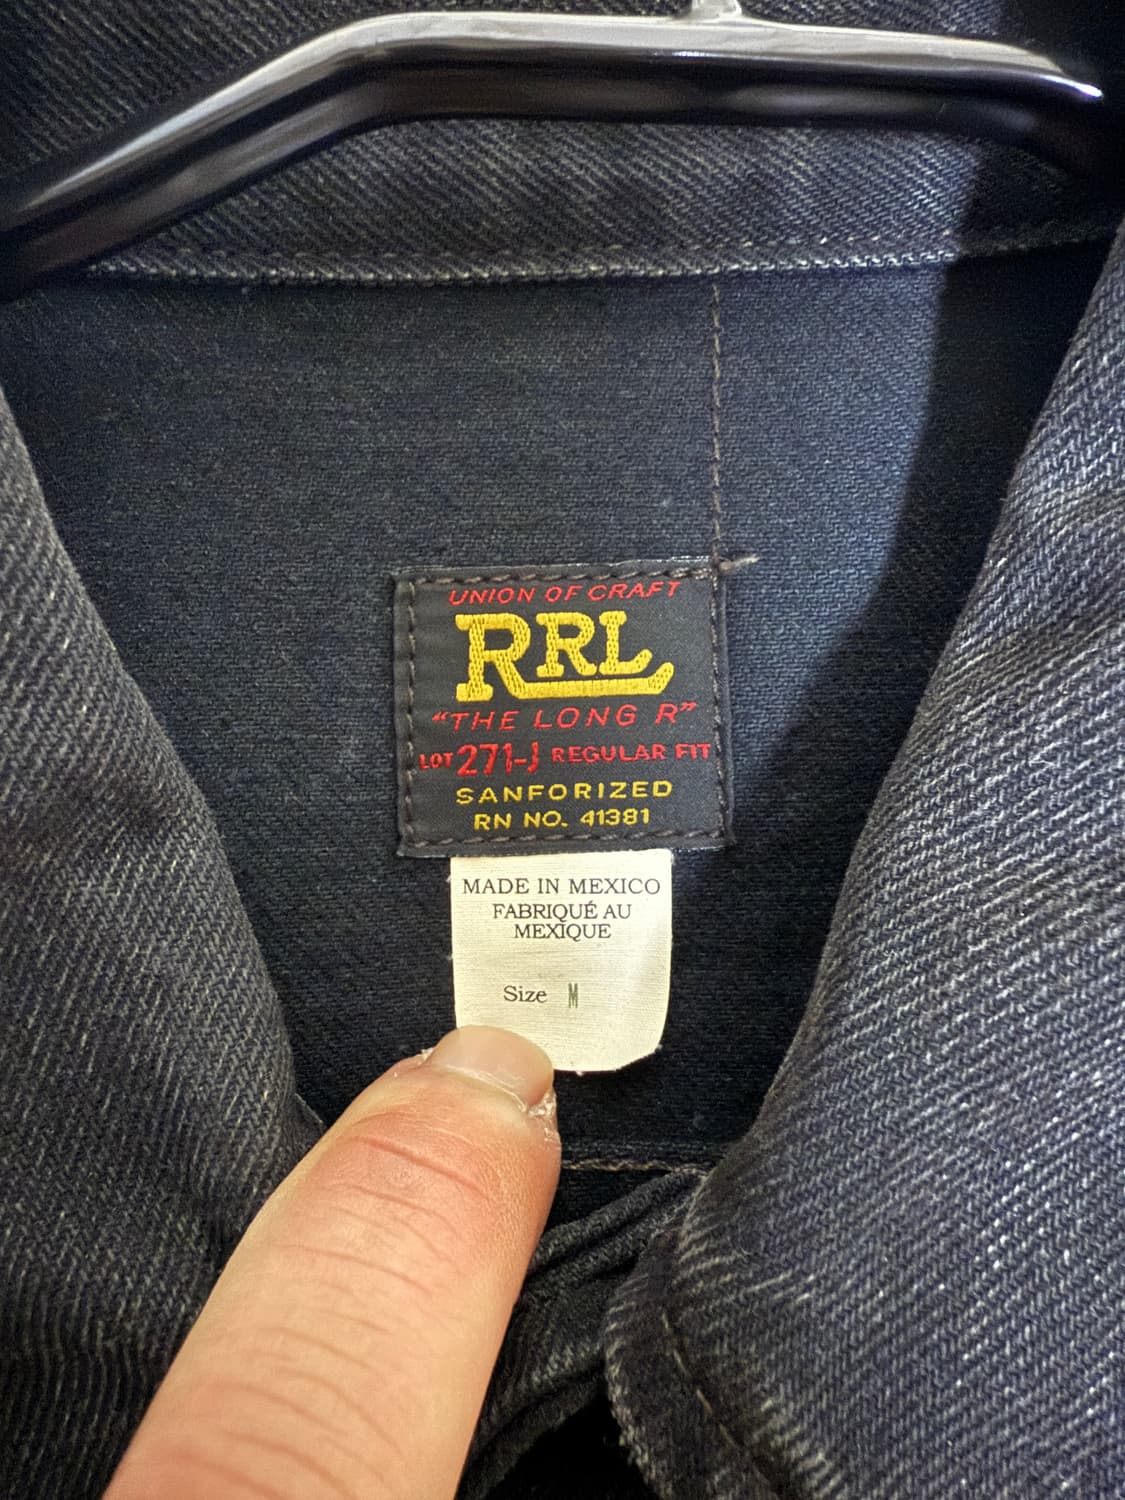 UNION OF CRAFT
RRL
“THE LONG R”
LOT 271-J REGULAR FIT
SANFORIZED
RN NO. 41381
MADE IN MEXICO
FABRIQUÉ AU
MEXIQUE
Size M